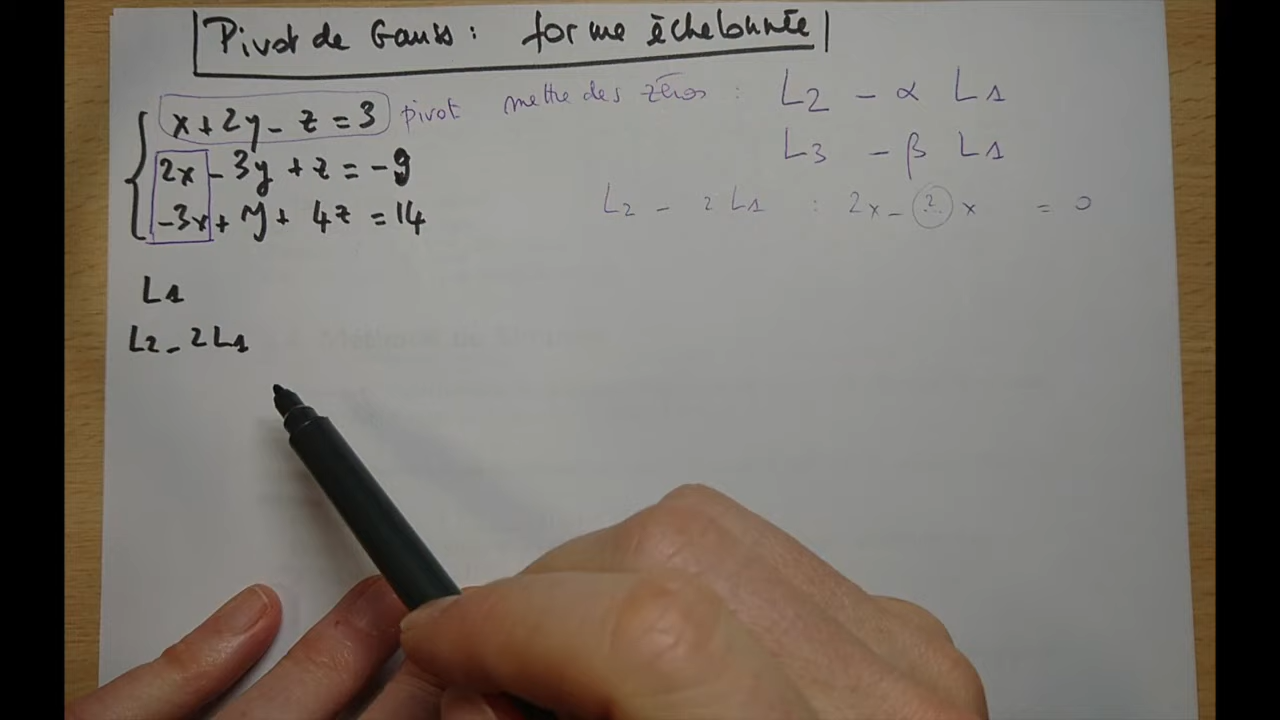 Pivot de Gauss : forme échelonnée
x + 2y - z = 3 pivot mettre des zéros : L2 - α L1
2x - 3y + z = -9 L3 - β L1
-3x + y + 4z = 14 L2 - 2 L1 : 2x - 2 x = 0
L1
L2 - 2L1